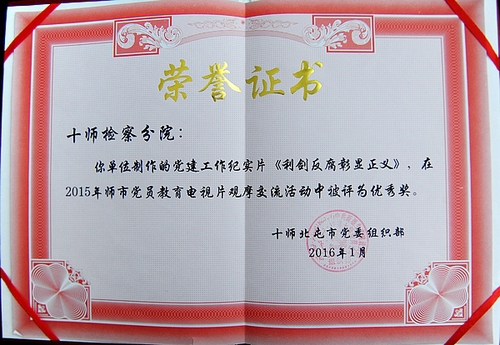 荣誉证书
十师检察分院：
你单位制作的党建工作纪实片《利剑反腐彰显正义》，在
2015年师市党员教育电视片观摩交流活动中被评为优秀奖。
十师北屯市党委组织部
2016年1月